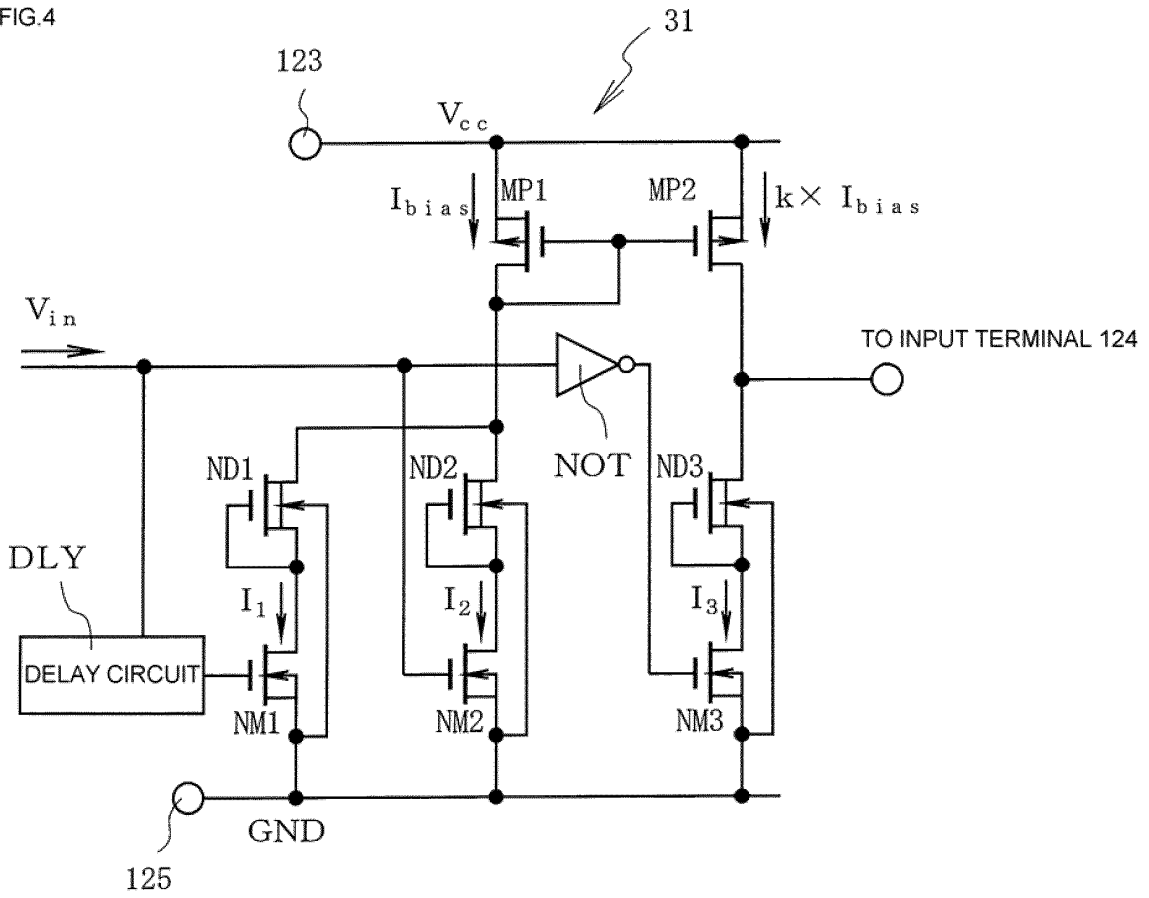 FIG.4
31
123
Vcc
MP1
MP2
Ibias
k× Ibias
Vin
TO INPUT TERMINAL 124
NOT
ND1
ND2
ND3
DLY
I1
I2
I3
DELAY CIRCUIT
NM1
NM2
NM3
GND
125